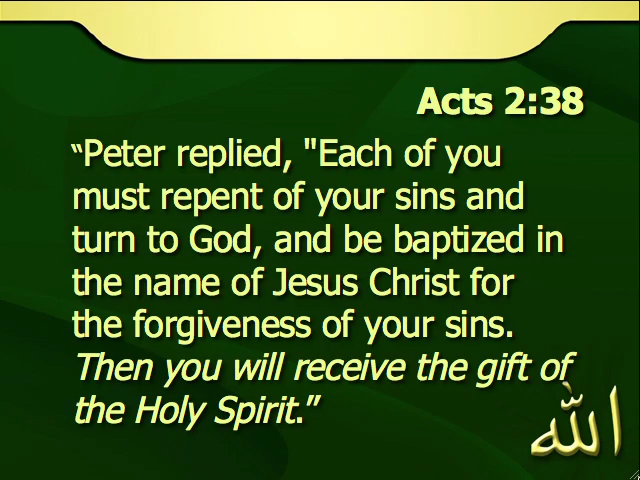 Acts 2:38
“Peter replied, "Each of you
must repent of your sins and
turn to God, and be baptized in
the name of Jesus Christ for
the forgiveness of your sins.
Then you will receive the gift of
the Holy Spirit.”
الله